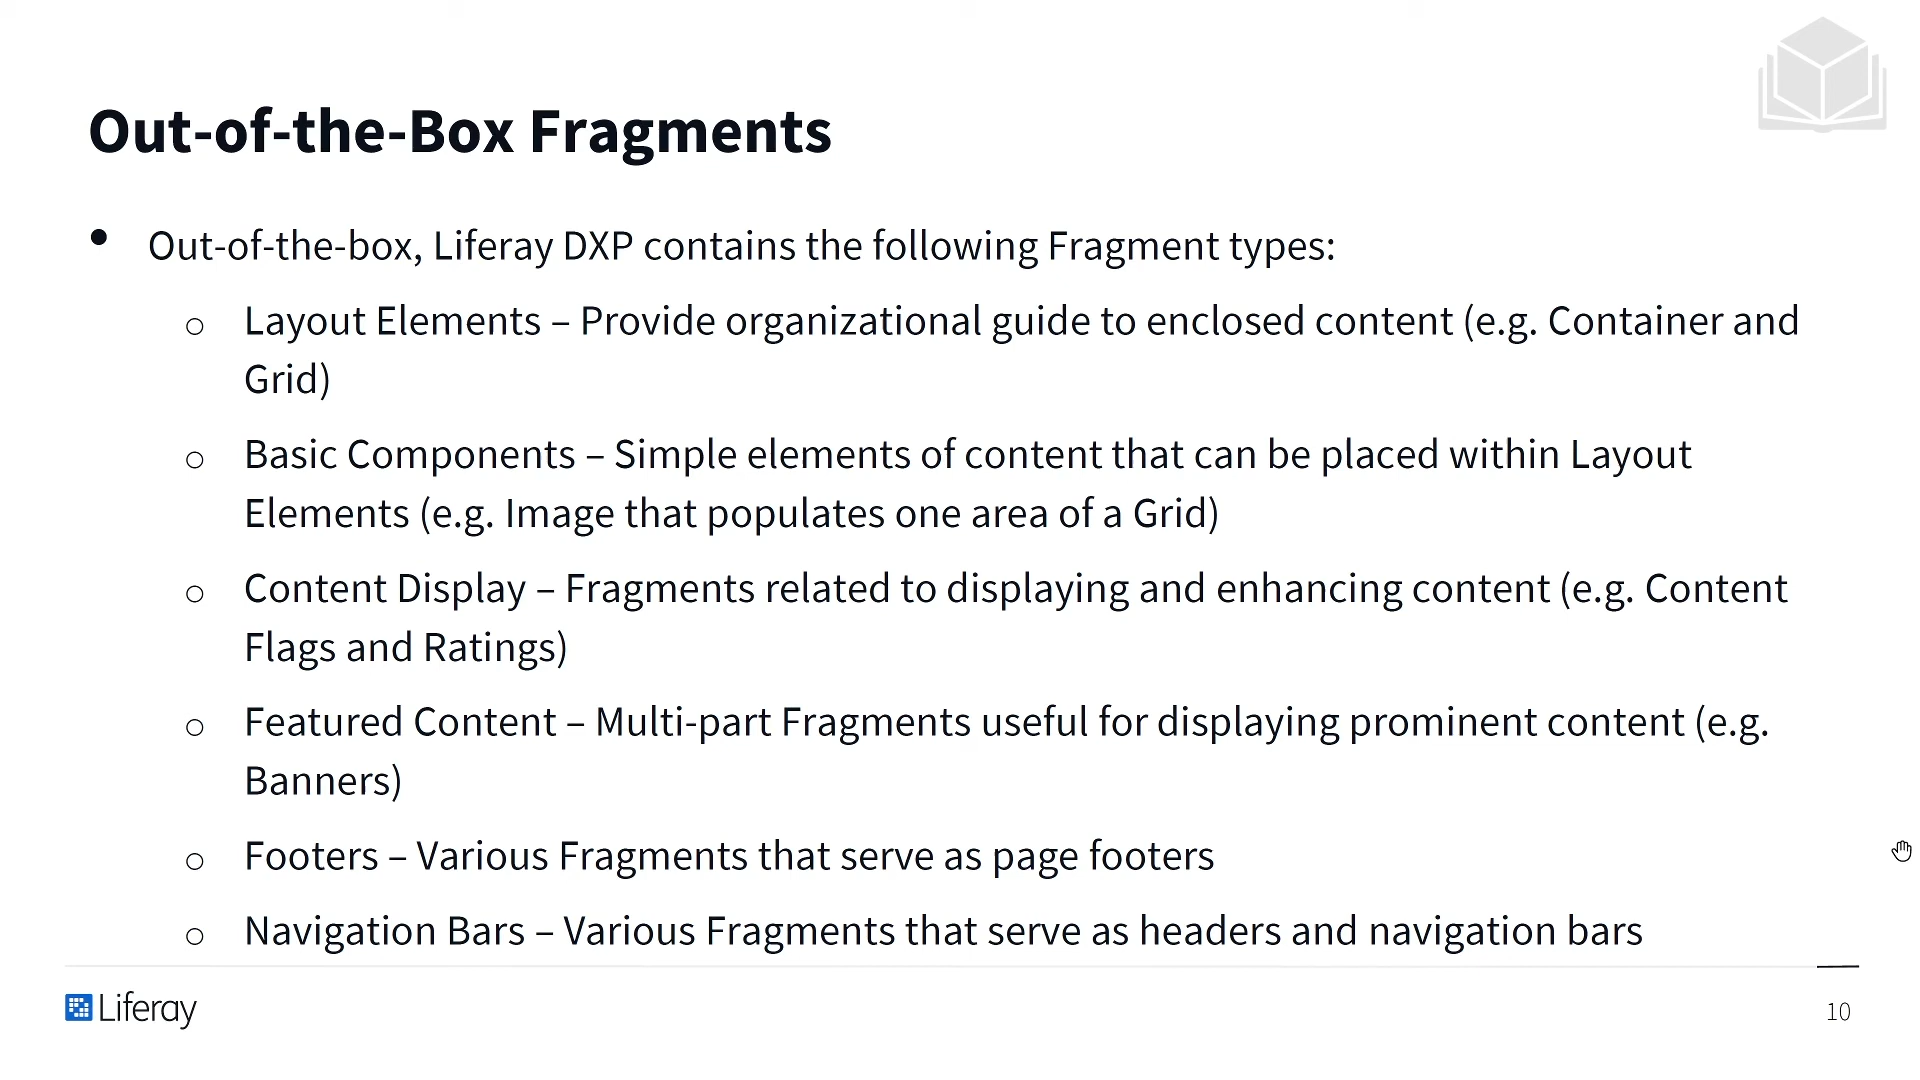 Out-of-the-Box Fragments
• Out-of-the-box, Liferay DXP contains the following Fragment types:
○ Layout Elements – Provide organizational guide to enclosed content (e.g. Container and
Grid)
○ Basic Components – Simple elements of content that can be placed within Layout
Elements (e.g. Image that populates one area of a Grid)
○ Content Display – Fragments related to displaying and enhancing content (e.g. Content
Flags and Ratings)
○ Featured Content – Multi-part Fragments useful for displaying prominent content (e.g.
Banners)
○ Footers – Various Fragments that serve as page footers
○ Navigation Bars – Various Fragments that serve as headers and navigation bars
Liferay
10